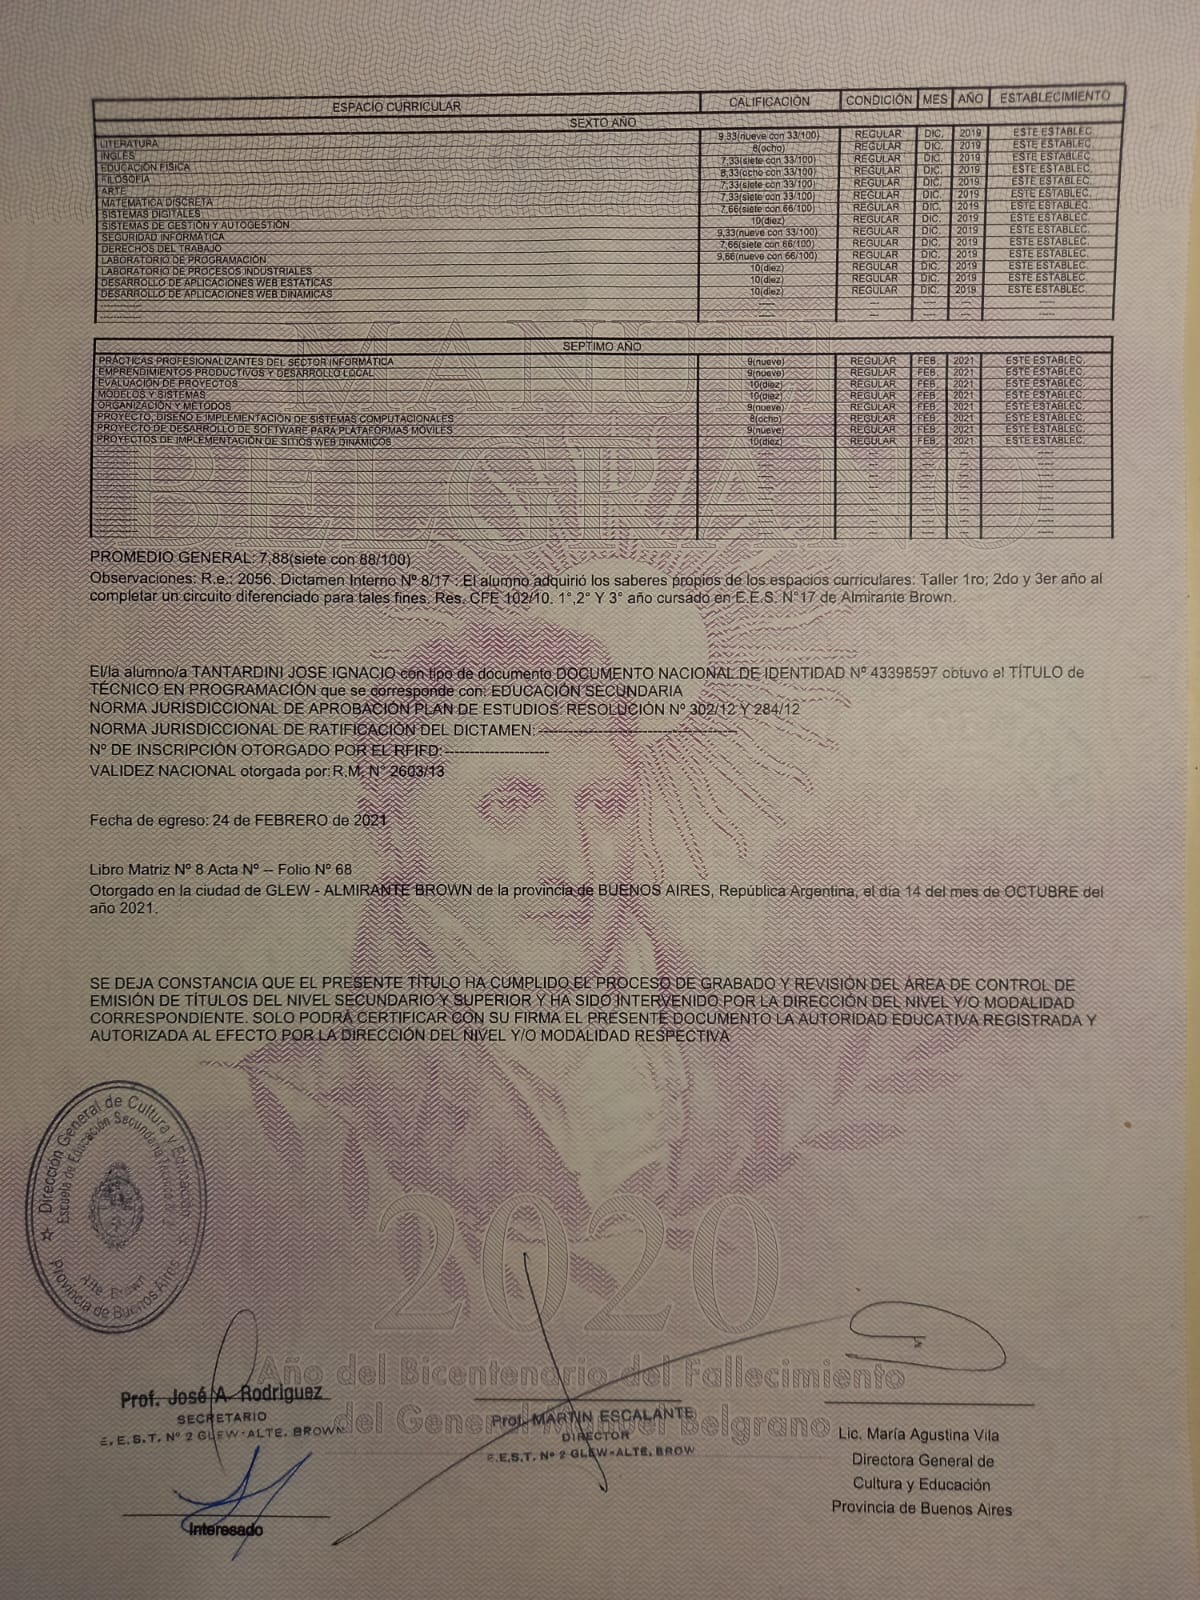 ESPACIO CURRICULAR CALIFICACIÓN CONDICIÓN MES AÑO ESTABLECIMIENTO
SEXTO AÑO
LITERATURA 9,33(nueve con 33/100) REGULAR DIC. 2019 ESTE ESTABLEC.
INGLÉS 8(ocho) REGULAR DIC. 2019 ESTE ESTABLEC.
EDUCACIÓN FÍSICA 7,33(siete con 33/100) REGULAR DIC. 2019 ESTE ESTABLEC.
FILOSOFÍA 8,33(ocho con 33/100) REGULAR DIC. 2019 ESTE ESTABLEC.
ARTE 7,33(siete con 33/100) REGULAR DIC. 2019 ESTE ESTABLEC.
MATEMÁTICA DISCRETA 7,33(siete con 33/100) REGULAR DIC. 2019 ESTE ESTABLEC.
SISTEMAS DIGITALES 7,66(siete con 66/100) REGULAR DIC. 2019 ESTE ESTABLEC.
SISTEMAS DE GESTIÓN Y AUTOGESTIÓN 10(diez) REGULAR DIC. 2019 ESTE ESTABLEC.
SEGURIDAD INFORMÁTICA 9,33(nueve con 33/100) REGULAR DIC. 2019 ESTE ESTABLEC.
DERECHOS DEL TRABAJO 7,66(siete con 66/100) REGULAR DIC. 2019 ESTE ESTABLEC.
LABORATORIO DE PROGRAMACIÓN 9,66(nueve con 66/100) REGULAR DIC. 2019 ESTE ESTABLEC.
LABORATORIO DE PROCESOS INDUSTRIALES 10(diez) REGULAR DIC. 2019 ESTE ESTABLEC.
DESARROLLO DE APLICACIONES WEB ESTÁTICAS 10(diez) REGULAR DIC. 2019 ESTE ESTABLEC.
DESARROLLO DE APLICACIONES WEB DINÁMICAS 10(diez) REGULAR DIC. 2019 ESTE ESTABLEC.
SEPTIMO AÑO
PRÁCTICAS PROFESIONALIZANTES DEL SECTOR INFORMÁTICA 9(nueve) REGULAR FEB. 2021 ESTE ESTABLEC.
EMPRENDIMIENTOS PRODUCTIVOS Y DESARROLLO LOCAL 9(nueve) REGULAR FEB. 2021 ESTE ESTABLEC.
EVALUACIÓN DE PROYECTOS 10(diez) REGULAR FEB. 2021 ESTE ESTABLEC.
MODELOS Y SISTEMAS 10(diez) REGULAR FEB. 2021 ESTE ESTABLEC.
ORGANIZACIÓN Y MÉTODOS 9(nueve) REGULAR FEB. 2021 ESTE ESTABLEC.
PROYECTO, DISEÑO E IMPLEMENTACIÓN DE SISTEMAS COMPUTACIONALES 8(ocho) REGULAR FEB. 2021 ESTE ESTABLEC.
PROYECTO DE DESARROLLO DE SOFTWARE PARA PLATAFORMAS MÓVILES 9(nueve) REGULAR FEB. 2021 ESTE ESTABLEC.
PROYECTOS DE IMPLEMENTACIÓN DE SITIOS WEB DINÁMICOS 10(diez) REGULAR FEB. 2021 ESTE ESTABLEC.
MANUEL
BELGRANO
PROMEDIO GENERAL: 7,88(siete con 88/100)
Observaciones: R.e.: 2056. Dictamen Interno Nº 8/17 : El alumno adquirió los saberes propios de los espacios curriculares: Taller 1ro; 2do y 3er año al
completar un circuito diferenciado para tales fines. Res. CFE 102/10. 1°,2° Y 3° año cursado en E.E.S. N°17 de Almirante Brown.
El/la alumno/a TANTARDINI JOSE IGNACIO con tipo de documento DOCUMENTO NACIONAL DE IDENTIDAD Nº 43398597 obtuvo el TÍTULO de
TÉCNICO EN PROGRAMACIÓN que se corresponde con: EDUCACIÓN SECUNDARIA
NORMA JURISDICCIONAL DE APROBACIÓN PLAN DE ESTUDIOS: RESOLUCIÓN Nº 302/12 Y 284/12
NORMA JURISDICCIONAL DE RATIFICACIÓN DEL DICTAMEN:-----------------------------------
Nº DE INSCRIPCIÓN OTORGADO POR EL RFIFD:-------------------
VALIDEZ NACIONAL otorgada por: R.M. N° 2603/13
Fecha de egreso: 24 de FEBRERO de 2021
Libro Matriz Nº 8 Acta Nº – Folio Nº 68
Otorgado en la ciudad de GLEW - ALMIRANTE BROWN de la provincia de BUENOS AIRES, República Argentina, el día 14 del mes de OCTUBRE del
año 2021.
SE DEJA CONSTANCIA QUE EL PRESENTE TÍTULO HA CUMPLIDO EL PROCESO DE GRABADO Y REVISIÓN DEL ÁREA DE CONTROL DE
EMISIÓN DE TÍTULOS DEL NIVEL SECUNDARIO Y SUPERIOR Y HA SIDO INTERVENIDO POR LA DIRECCIÓN DEL NIVEL Y/O MODALIDAD
CORRESPONDIENTE. SOLO PODRÁ CERTIFICAR CON SU FIRMA EL PRESENTE DOCUMENTO LA AUTORIDAD EDUCATIVA REGISTRADA Y
AUTORIZADA AL EFECTO POR LA DIRECCIÓN DEL NIVEL Y/O MODALIDAD RESPECTIVA
Dirección General de Cultura y Educación
Escuela de Educación Secundaria Técnica N° 2
Alte. Brown
Provincia de Buenos Aires
2020
Año del Bicentenario del Fallecimiento
del General Manuel Belgrano
Prof. José A. Rodriguez
SECRETARIO
E.E.S.T. Nº 2 GLEW-ALTE. BROWN
Interesado
Prof. MARTIN ESCALANTE
DIRECTOR
E.E.S.T. Nº 2 GLEW-ALTE. BROW
Lic. María Agustina Vila
Directora General de
Cultura y Educación
Provincia de Buenos Aires